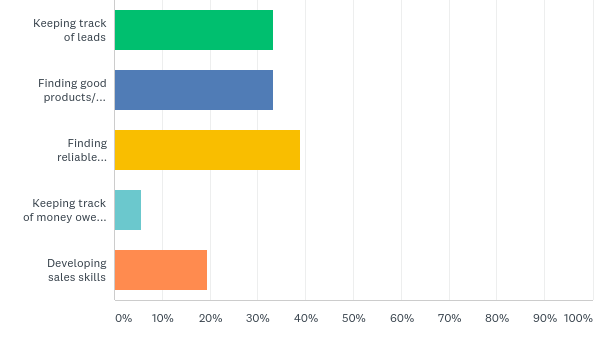 Keeping track
of leads
Finding good
products/...
Finding
reliable...
Keeping track
of money owe...
Developing
sales skills
0% 10% 20% 30% 40% 50% 60% 70% 80% 90% 100%